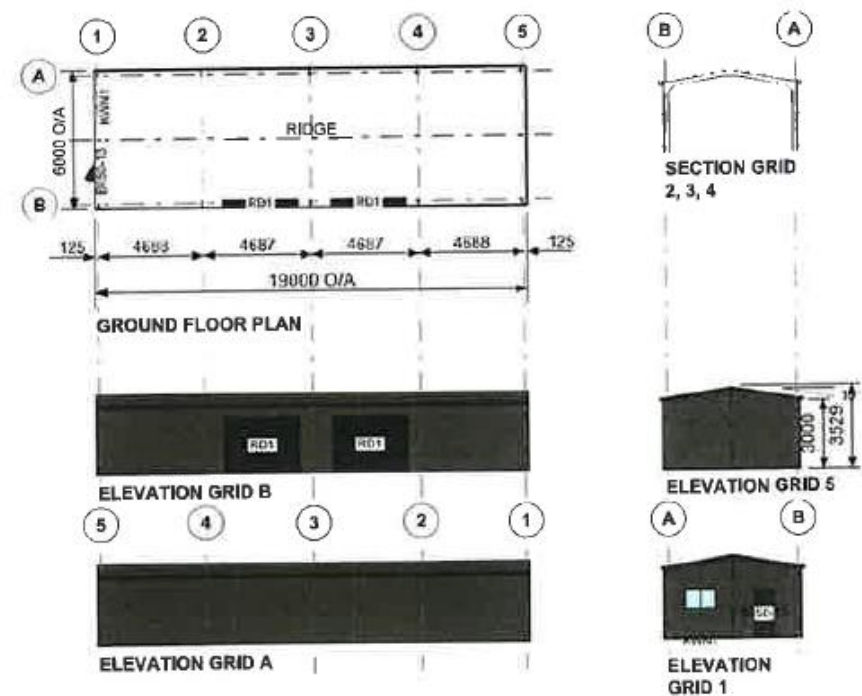 1 2 3 4 5
B A
A
KWN1
6000 O/A
RIDGE
B
RD1 RD1
SECTION GRID
2, 3, 4
125 4688 4687 4687 4688 125
19000 O/A
GROUND FLOOR PLAN
RD1 RD1
3000
3529
ELEVATION GRID B
ELEVATION GRID 5
5 4 3 2 1
A B
KWN1
ELEVATION GRID A
ELEVATION
GRID 1